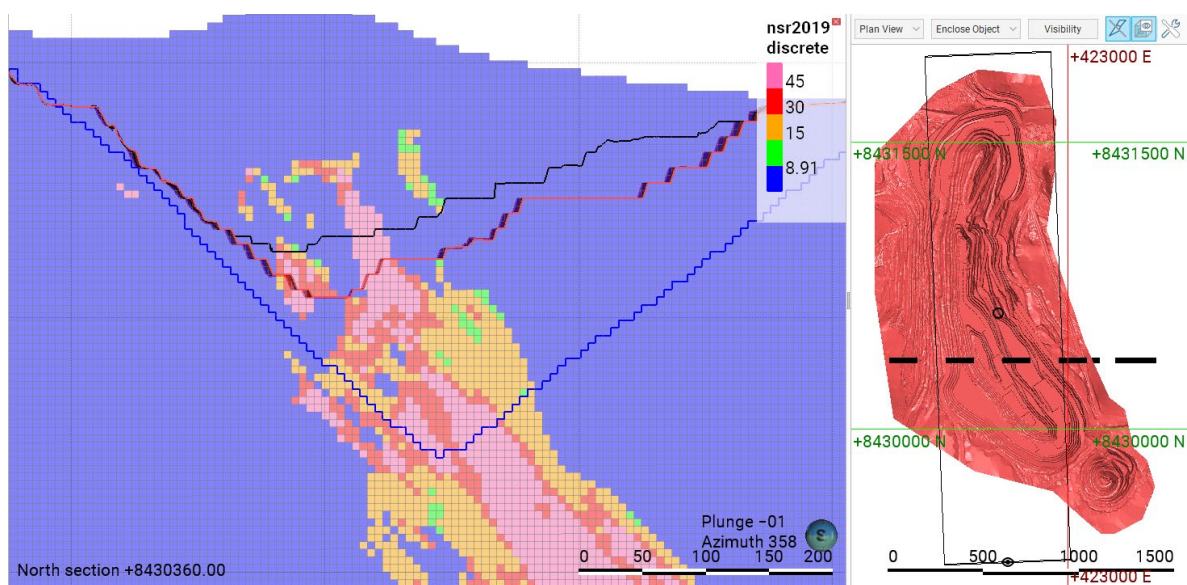 nsr2019
discrete
45
30
15
8.91
Plunge -01
Azimuth 358
0 50 100 150 200
North section +8430360.00
Plan View
Enclose Object
Visibility
+423000 E
+8431500 N +8431500 N
+8430000 N +8430000 N
0 500 1000 1500
+423000 E